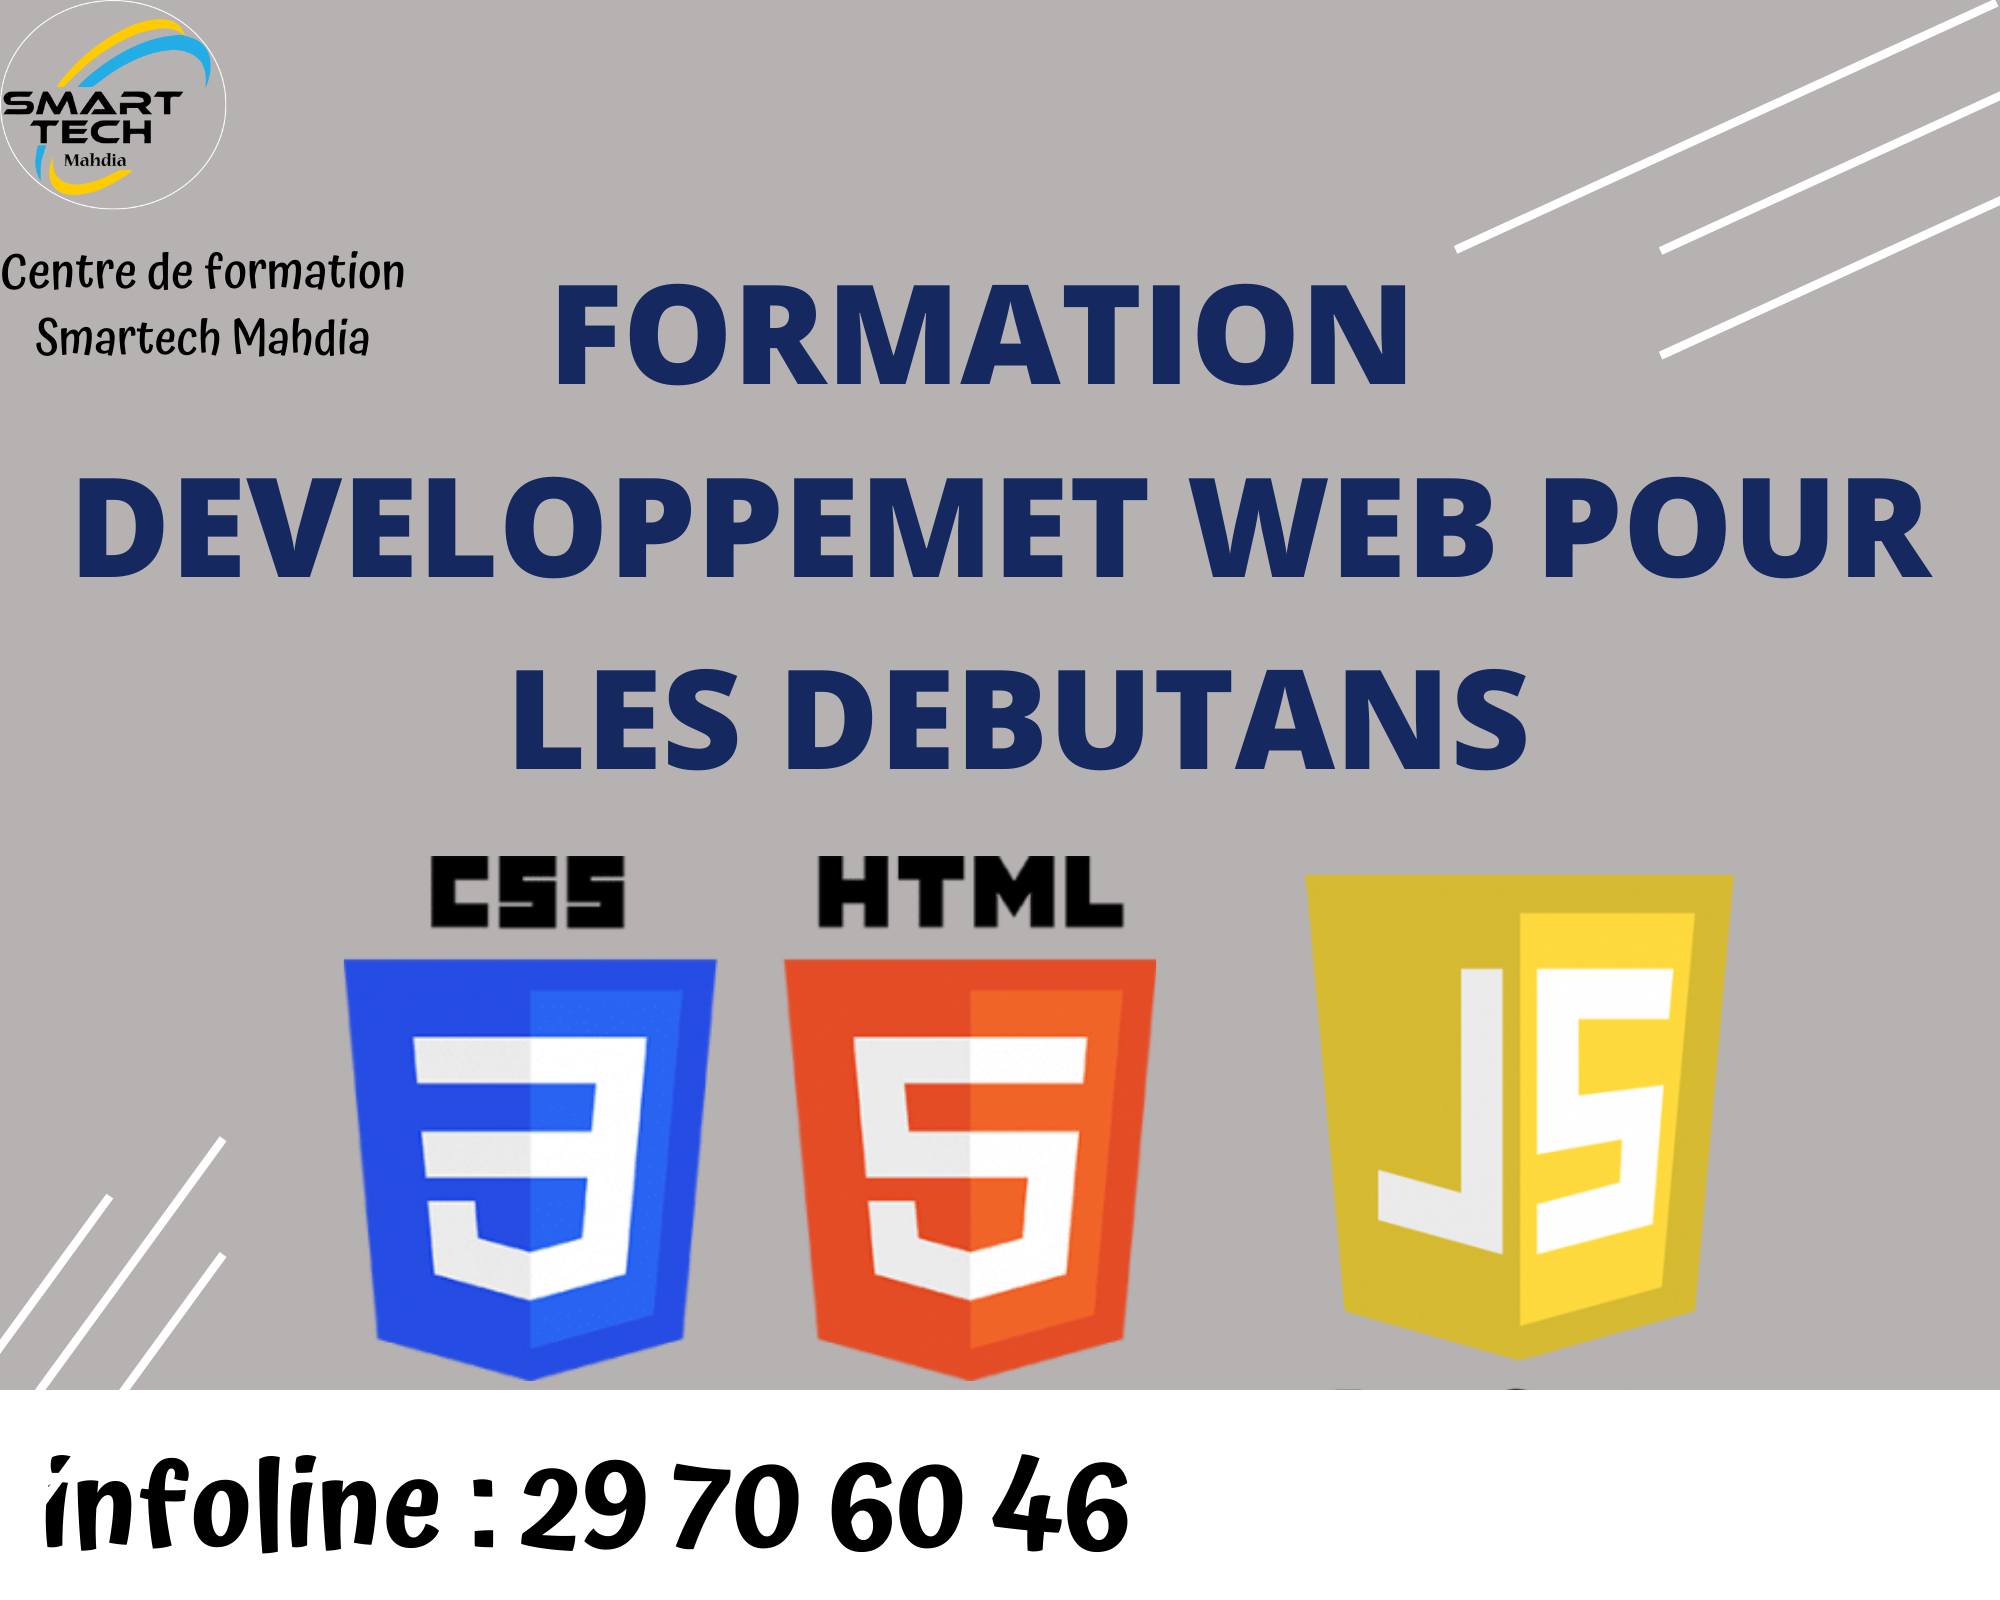 SMART
TECH
Mahdia
Centre de formation
Smartech Mahdia
FORMATION
DEVELOPPEMET WEB POUR
LES DEBUTANS
CSS HTML
3 5 JS
infoline : 29 70 60 46